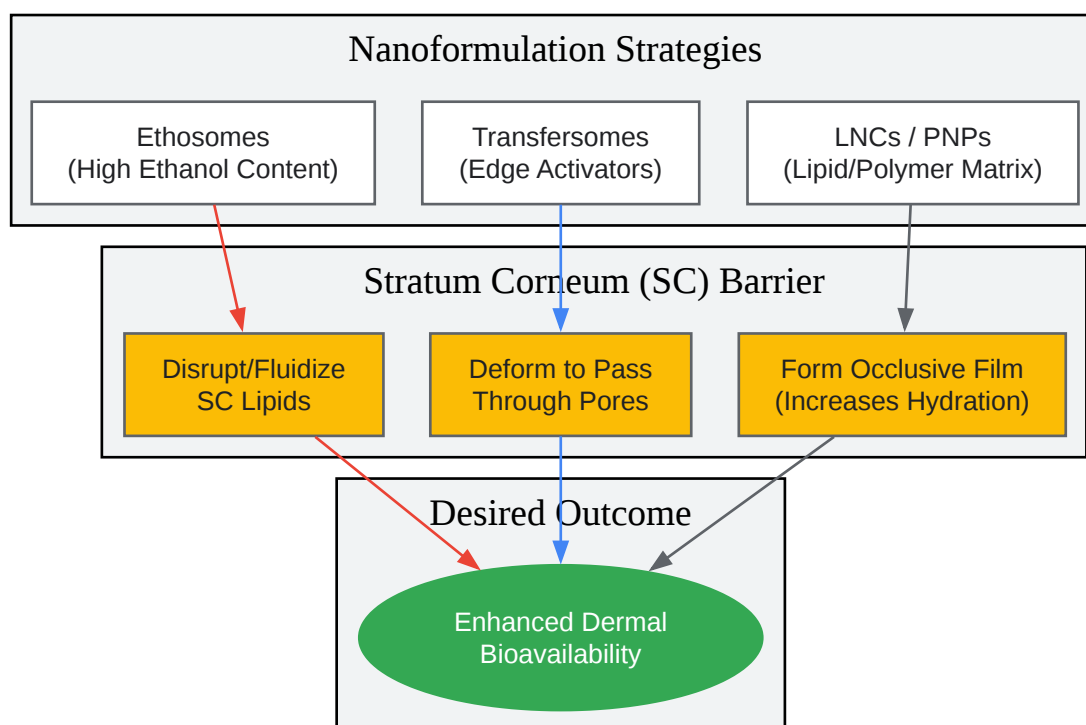 Nanoformulation Strategies
Ethosomes
(High Ethanol Content)
Transfersomes
(Edge Activators)
LNCs / PNPs
(Lipid/Polymer Matrix)
Stratum Corneum (SC) Barrier
Disrupt/Fluidize
SC Lipids
Deform to Pass
Through Pores
Form Occlusive Film
(Increases Hydration)
Desired Outcome
Enhanced Dermal
Bioavailability